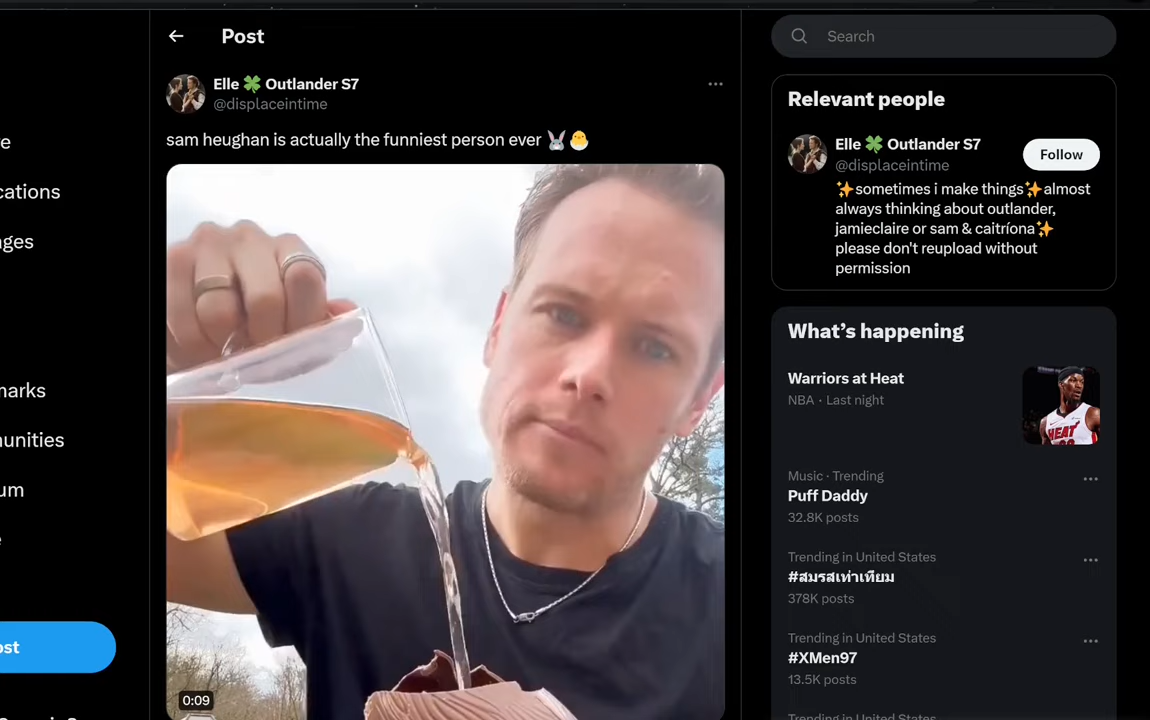 Post
Search
Elle 🍀 Outlander S7
@displaceintime
sam heughan is actually the funniest person ever 🐰🐣
0:09
Relevant people
Elle 🍀 Outlander S7
@displaceintime
Follow
✨sometimes i make things✨almost
always thinking about outlander,
jamieclaire or sam & caitríona✨
please don't reupload without
permission
What’s happening
Warriors at Heat
NBA · Last night
HEAT
Music · Trending
Puff Daddy
32.8K posts
Trending in United States
#สมรสเท่าเทียม
378K posts
Trending in United States
#XMen97
13.5K posts
Trending in United States
e
cations
ges
marks
unities
um
e
ost